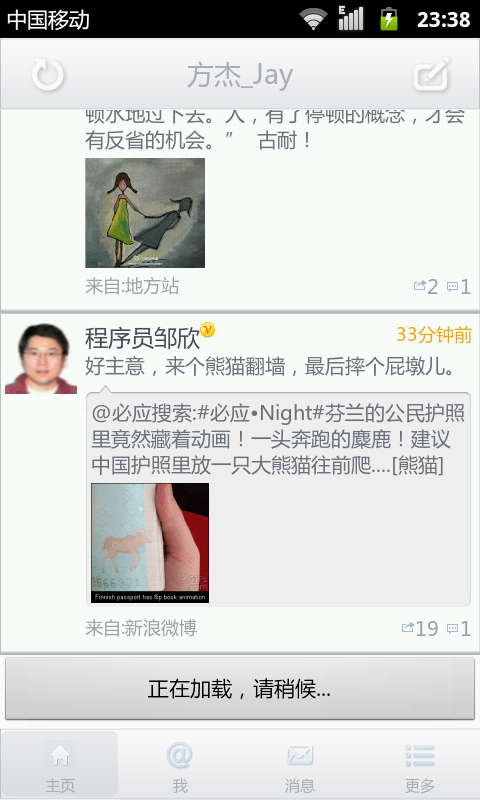 中国移动
23:38
方杰_Jay
顿水地过下去。人，有了停顿的概念，才会
有反省的机会。” 古耐！
来自:地方站
2
1
程序员邹欣
33分钟前
好主意，来个熊猫翻墙，最后摔个屁墩儿。
@必应搜索:#必应•Night#芬兰的公民护照
里竟然藏着动画！一头奔跑的麋鹿！建议
中国护照里放一只大熊猫往前爬....[熊猫]
Finnish passport has flip book animation
来自:新浪微博
19
1
正在加载，请稍候...
主页
我
消息
更多